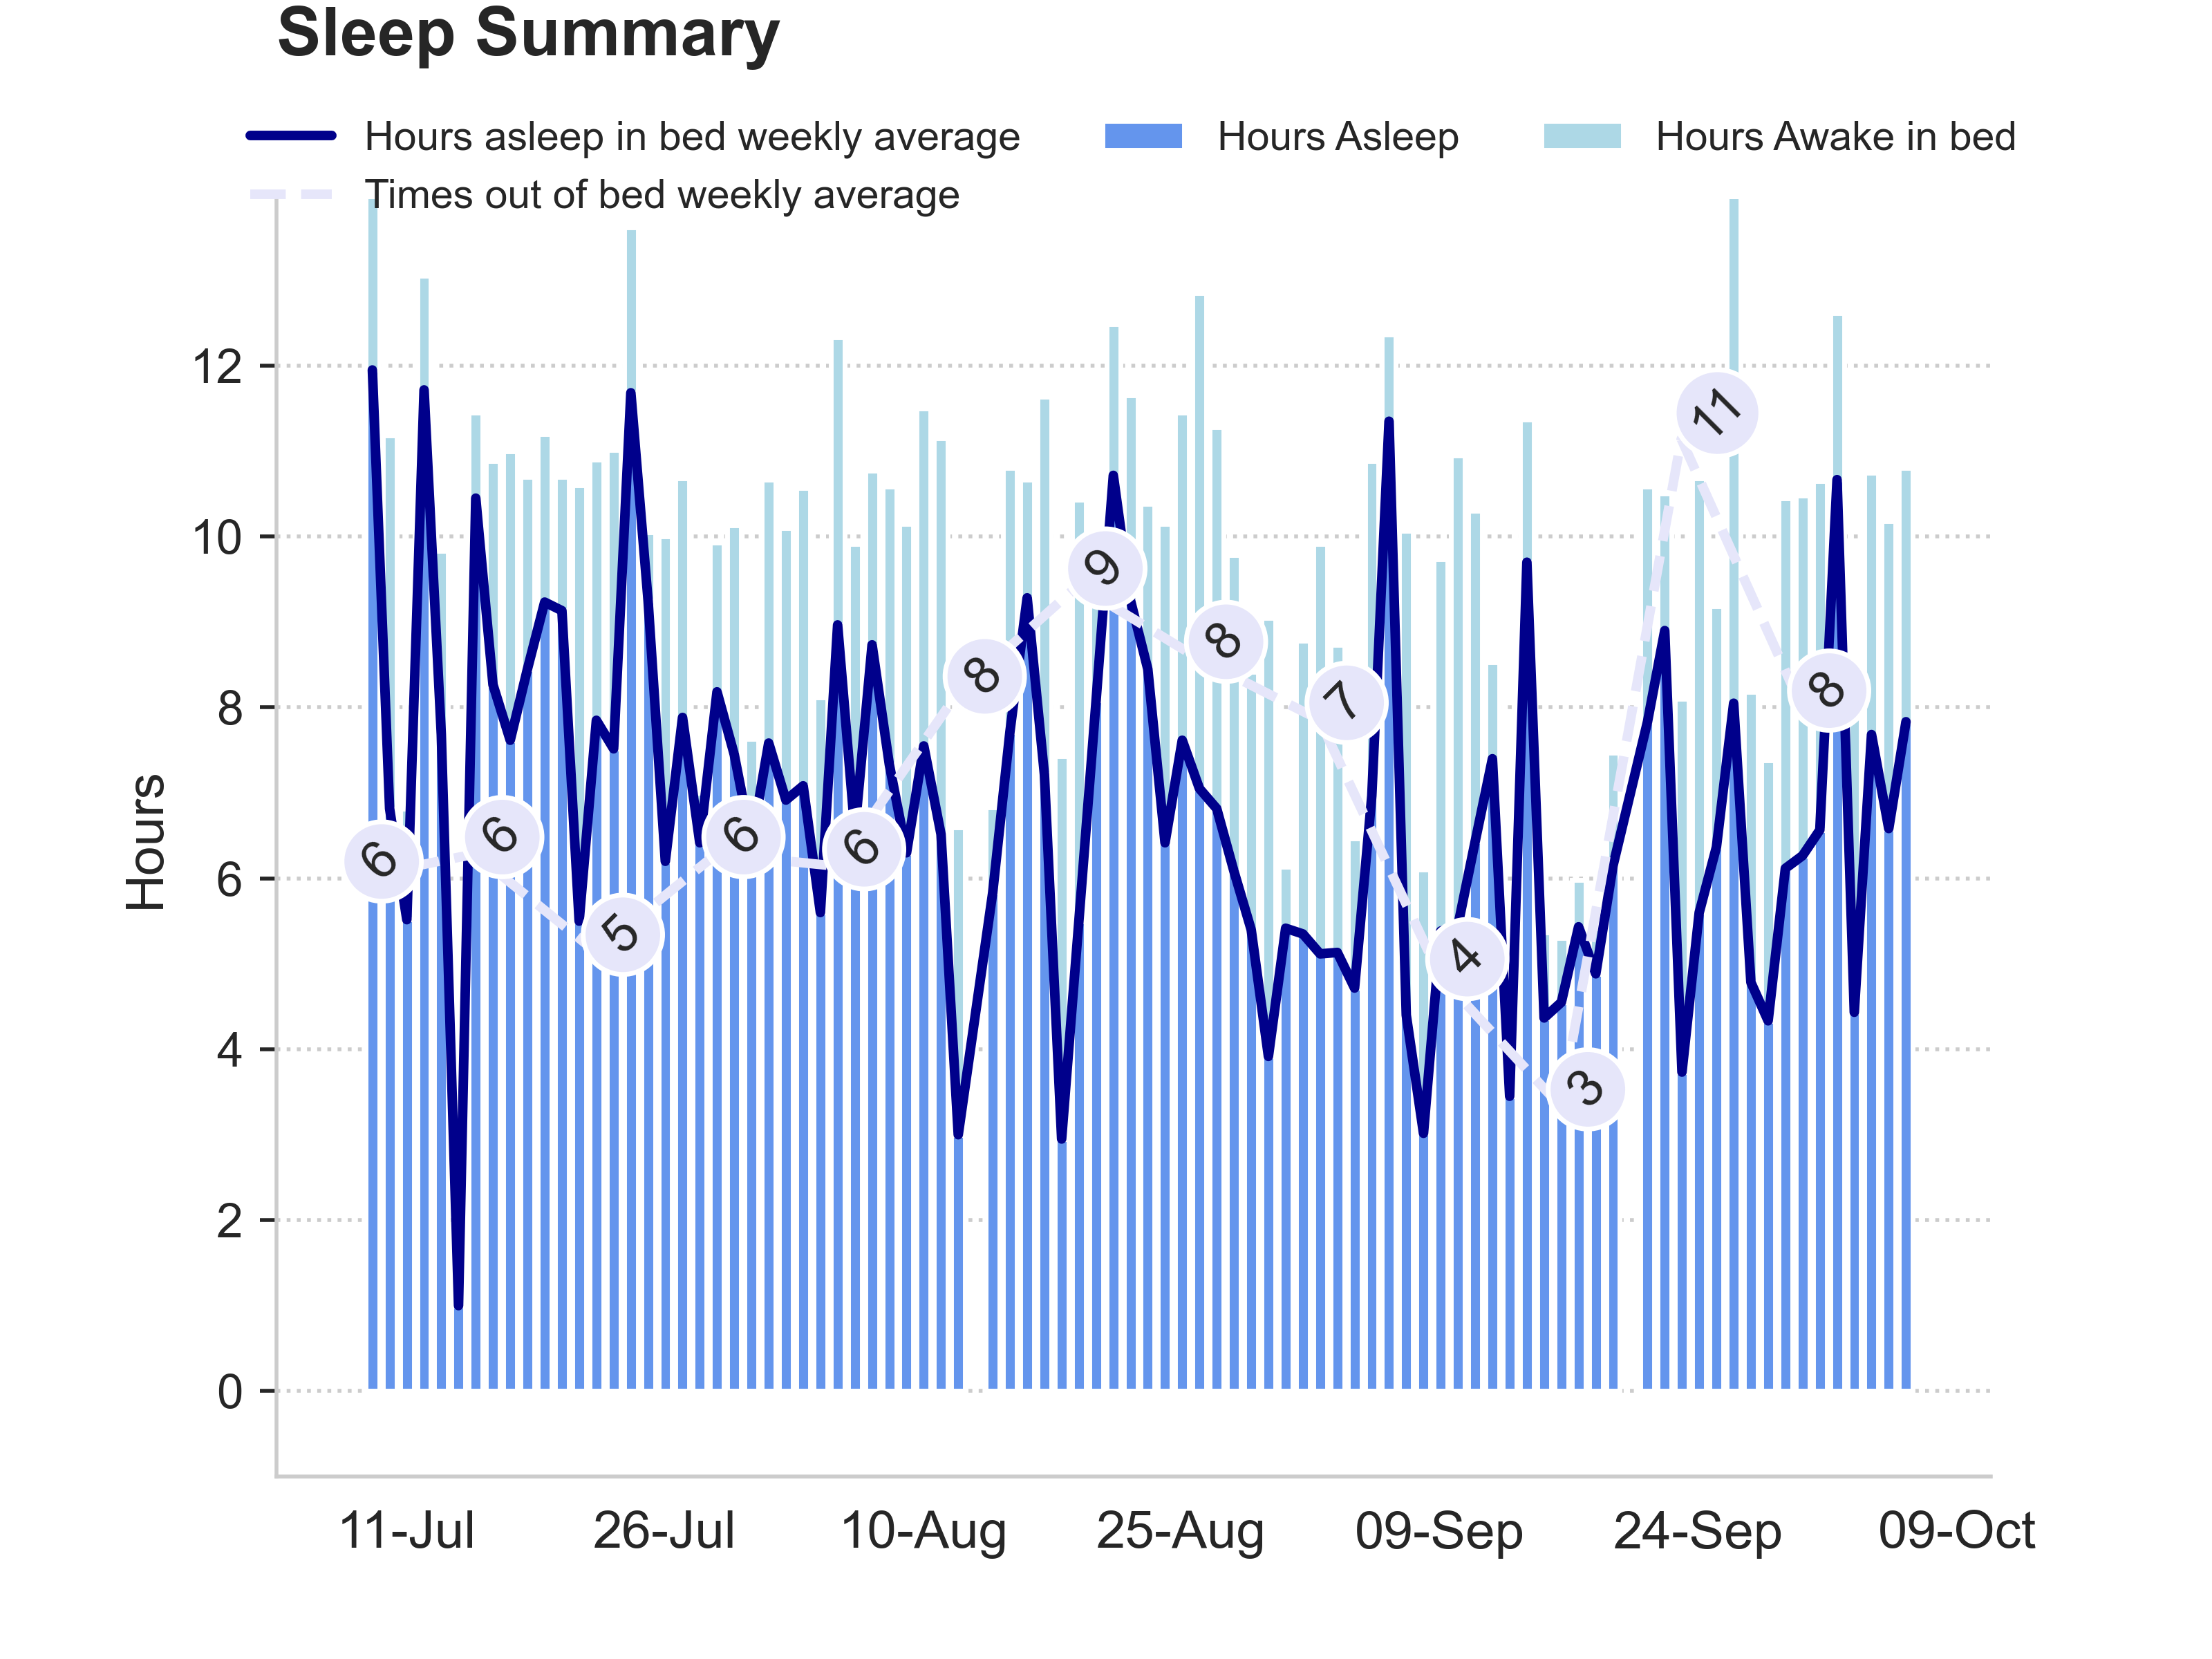 Sleep Summary
Hours asleep in bed weekly average
Hours Asleep
Hours Awake in bed
Times out of bed weekly average
Hours
12
10
8
6
4
2
0
6
6
5
6
6
8
9
8
7
4
3
11
8
11-Jul
26-Jul
10-Aug
25-Aug
09-Sep
24-Sep
09-Oct